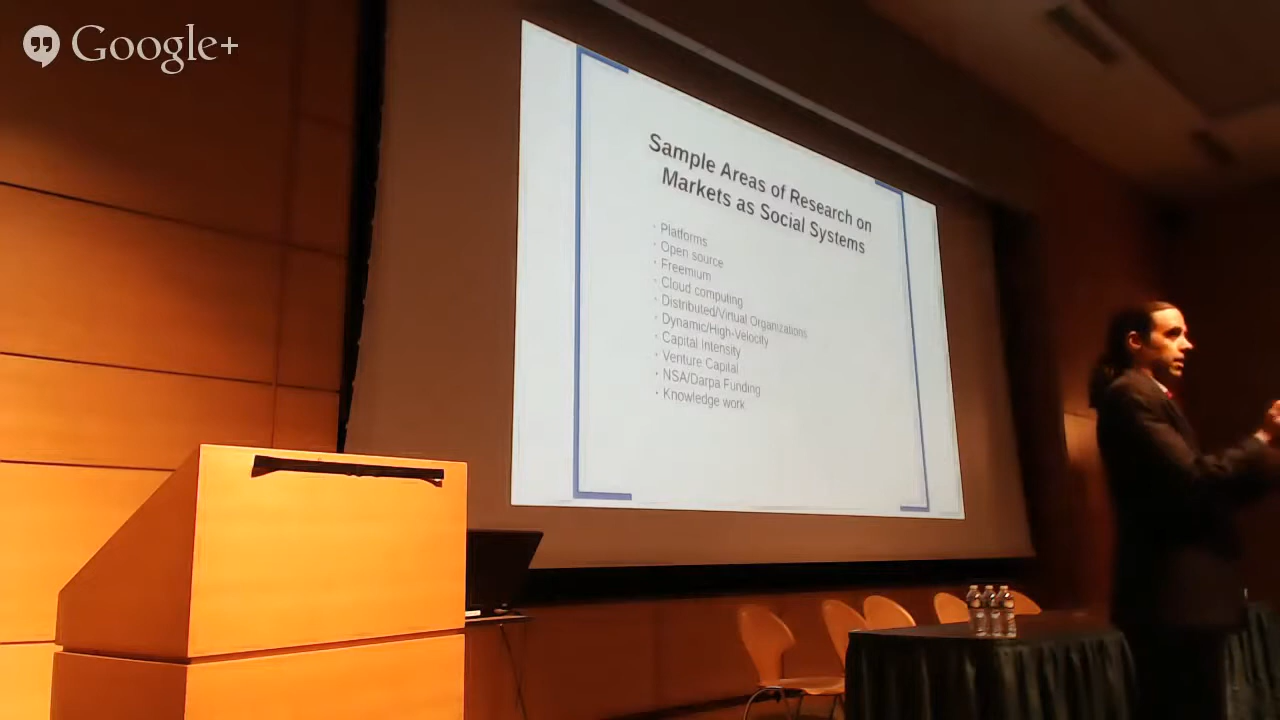 Google+
Sample Areas of Research on
Markets as Social Systems
· Platforms
· Open source
· Freemium
· Cloud computing
· Distributed/Virtual Organizations
· Dynamic/High-Velocity
· Capital Intensity
· Venture Capital
· NSA/Darpa Funding
· Knowledge work